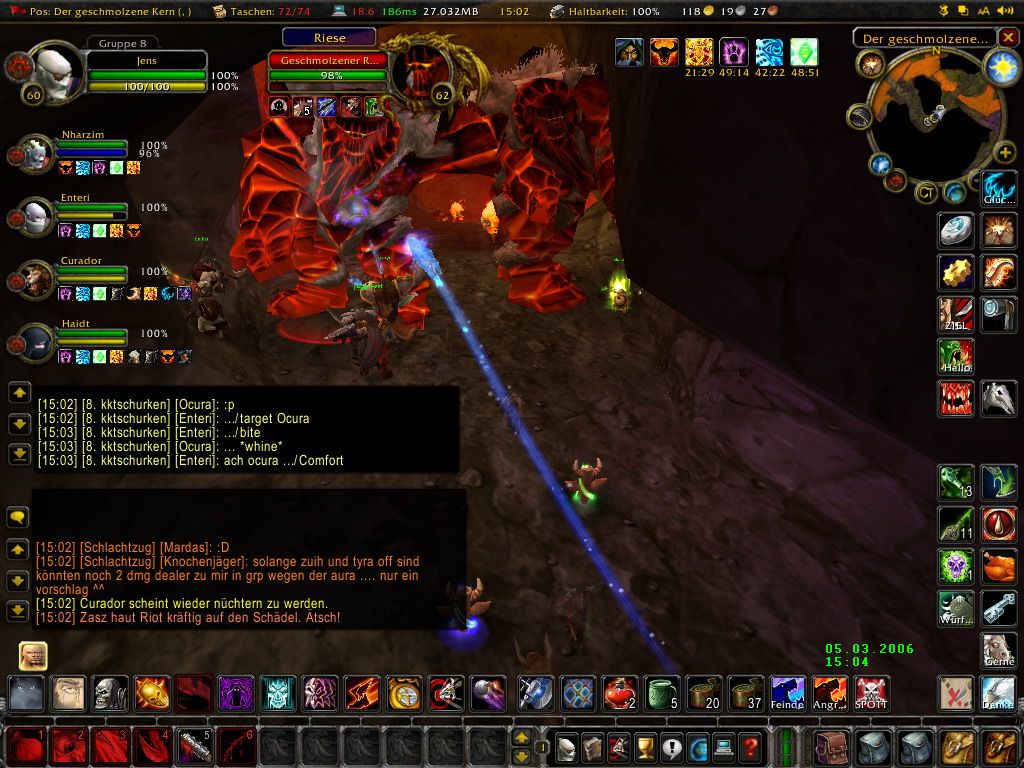 Pos: Der geschmolzene Kern (, ) Taschen: 72/74 18.6 186ms 27.032MB 15:02 Haltbarkeit: 100% 118 19 27
Gruppe 8
Jens
100%
100/100 100%
60
Riese
Geschmolzener R...
98%
62
5
21:29 49:14 42:22 48:51
Der geschmolzene...
N
CT
Nharzim
100%
96%
Enteri
100%
Curador
100%
Haidt
100%
Gluc...
ZIEL
Hallo
[15:02] [8. kktschurken] [Ocura]: :p
[15:02] [8. kktschurken] [Enteri]: .../target Ocura
[15:03] [8. kktschurken] [Enteri]: .../bite
[15:03] [8. kktschurken] [Ocura]: ... *whine*
[15:03] [8. kktschurken] [Enteri]: ach ocura .../Comfort
[15:02] [Schlachtzug] [Mardas]: :D
[15:02] [Schlachtzug] [Knochenjäger]: solange zuih und tyra off sind
könnten noch 2 dmg dealer zu mir in grp wegen der aura .... nur ein
vorschlag ^^
[15:02] Curador scheint wieder nüchtern zu werden.
[15:02] Zasz haut Riot kräftig auf den Schädel. Atsch!
13
11
1
Würf...
Gerne
05.03.2006
15:04
2 5 20 37 Feinde Angr... SPOTT Danke
1 2 3 4 5 6
1